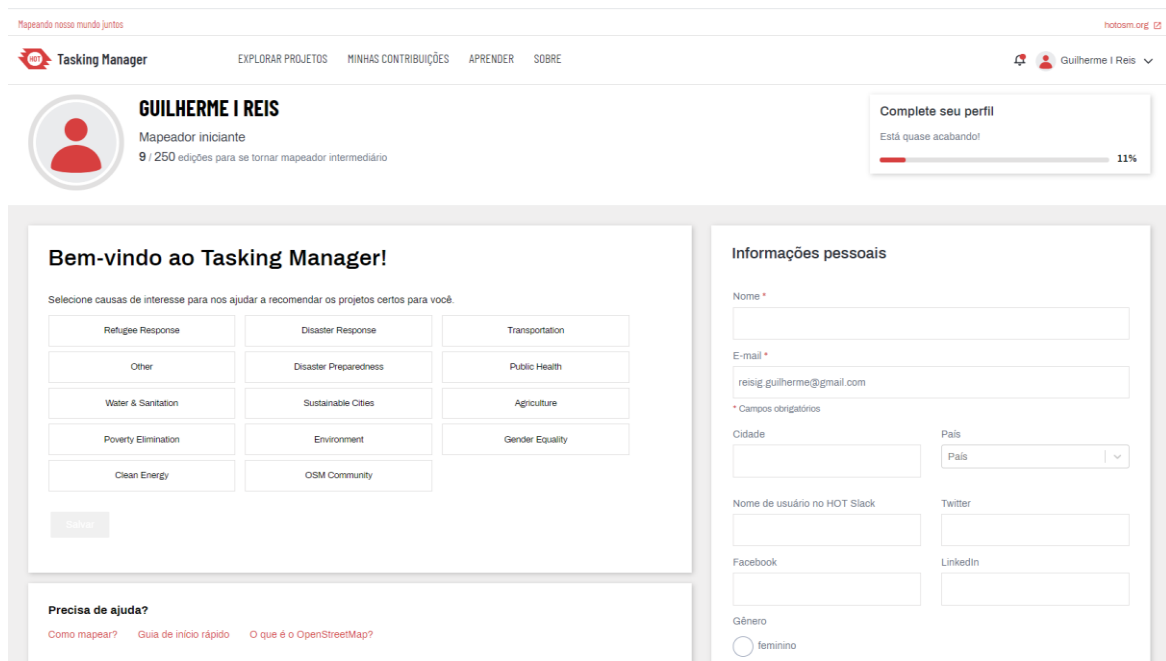 Mapeando nosso mundo juntos
hotosm.org
HOT Tasking Manager
EXPLORAR PROJETOS MINHAS CONTRIBUIÇÕES APRENDER SOBRE
Guilherme I Reis
GUILHERME I REIS
Mapeador iniciante
9 / 250 edições para se tornar mapeador intermediário
Complete seu perfil
Está quase acabando!
11%
Bem-vindo ao Tasking Manager!
Selecione causas de interesse para nos ajudar a recomendar os projetos certos para você.
Refugee Response Disaster Response Transportation
Other Disaster Preparedness Public Health
Water & Sanitation Sustainable Cities Agriculture
Poverty Elimination Environment Gender Equality
Clean Energy OSM Community
Salvar
Precisa de ajuda?
Como mapear? Guia de início rápido O que é o OpenStreetMap?
Informações pessoais
Nome *
E-mail *
reisig.guilherme@gmail.com
* Campos obrigatórios
Cidade País
País
Nome de usuário no HOT Slack Twitter
Facebook LinkedIn
Gênero
feminino